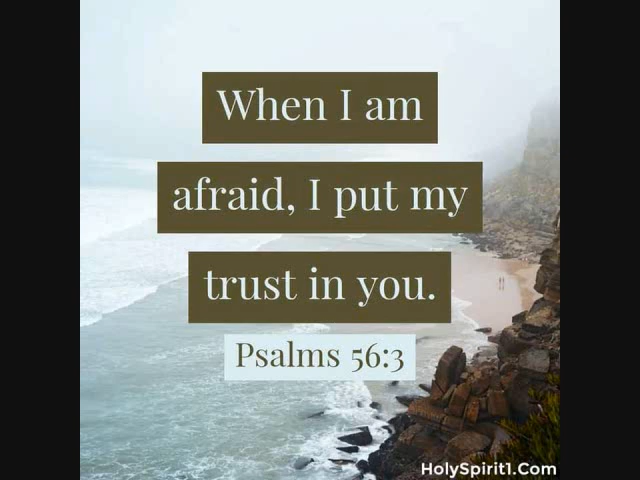 When I am
afraid, I put my
trust in you.
Psalms 56:3
HolySpirit1.Com